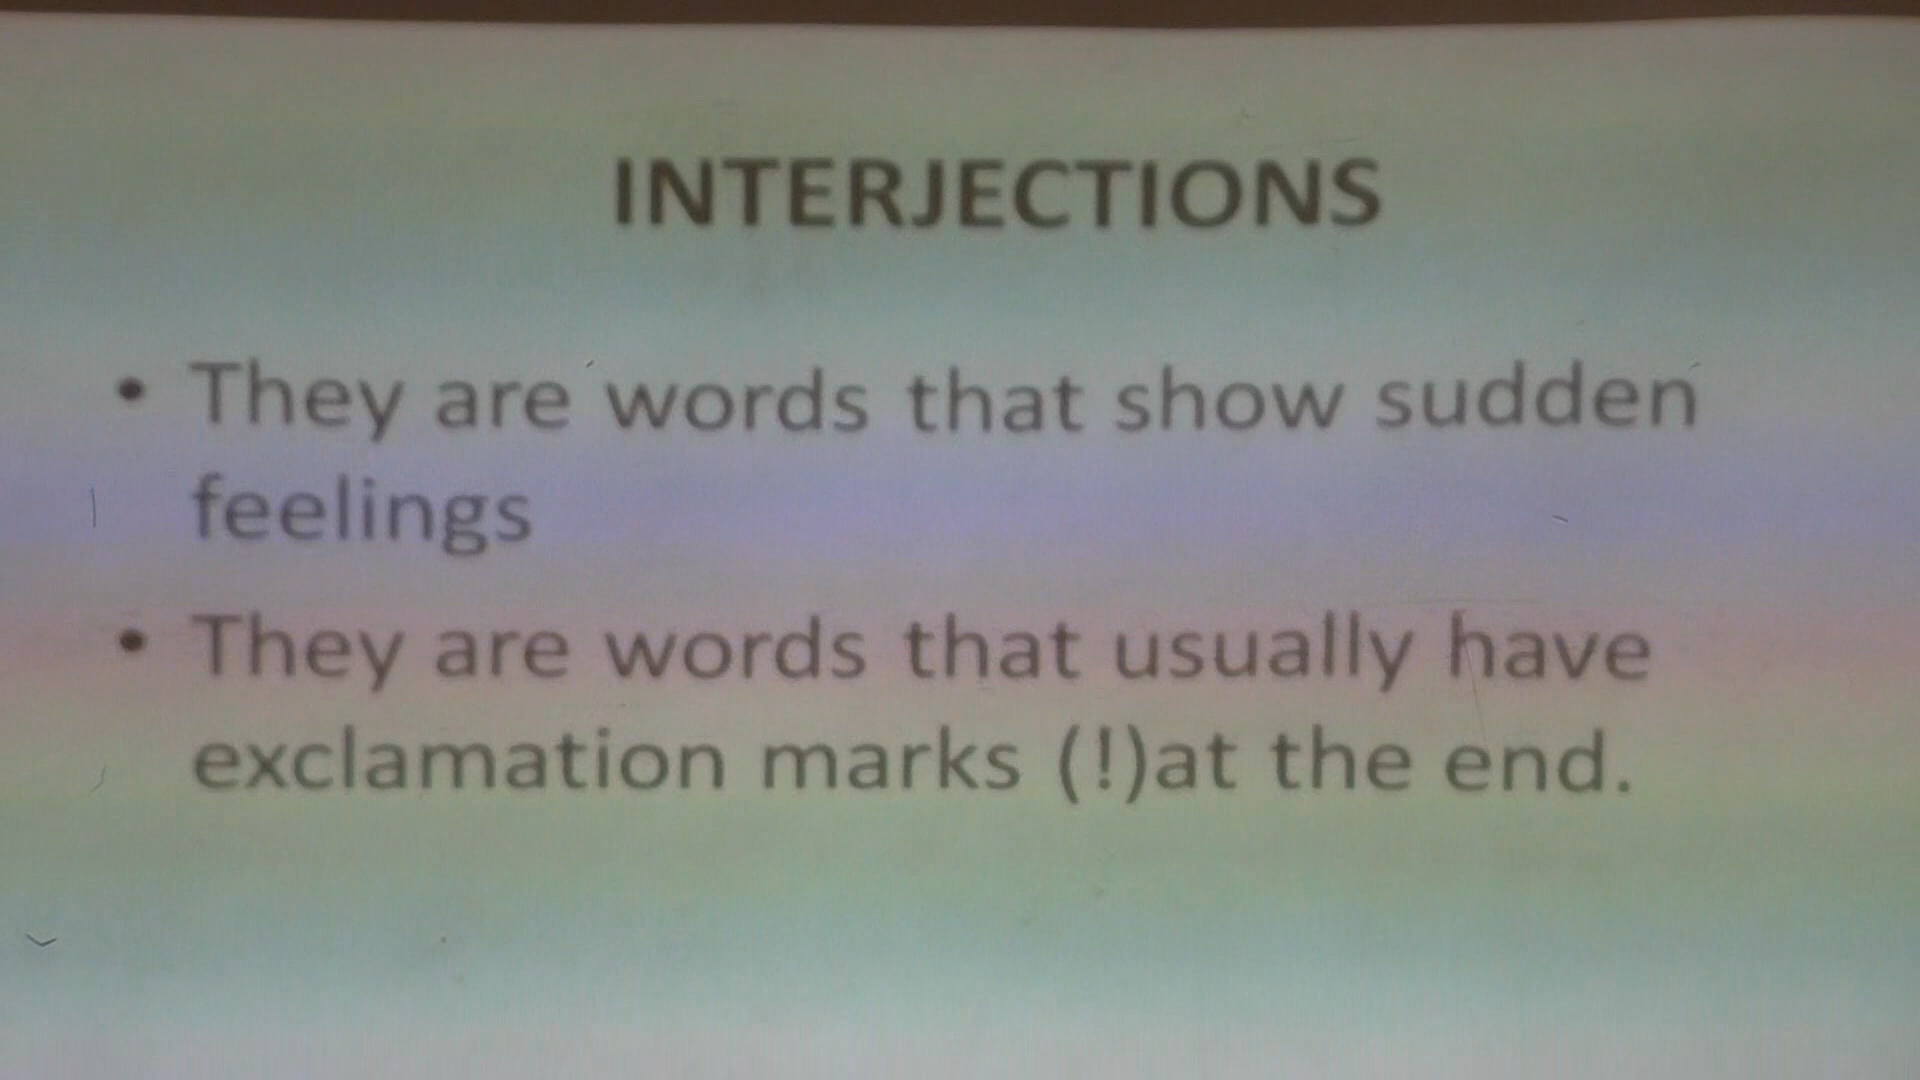 INTERJECTIONS
• They are words that show sudden
feelings
• They are words that usually have
exclamation marks (!)at the end.